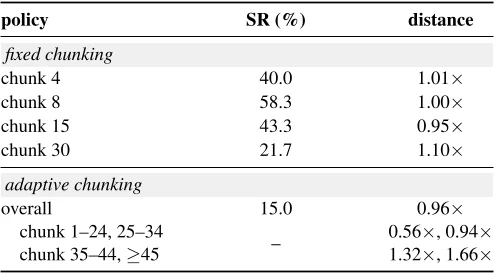 policy SR (%) distance
fixed chunking
chunk 4 40.0 1.01×
chunk 8 58.3 1.00×
chunk 15 43.3 0.95×
chunk 30 21.7 1.10×
adaptive chunking
overall 15.0 0.96×
chunk 1–24, 25–34 – 0.56×, 0.94×
chunk 35–44, ≥45 1.32×, 1.66×